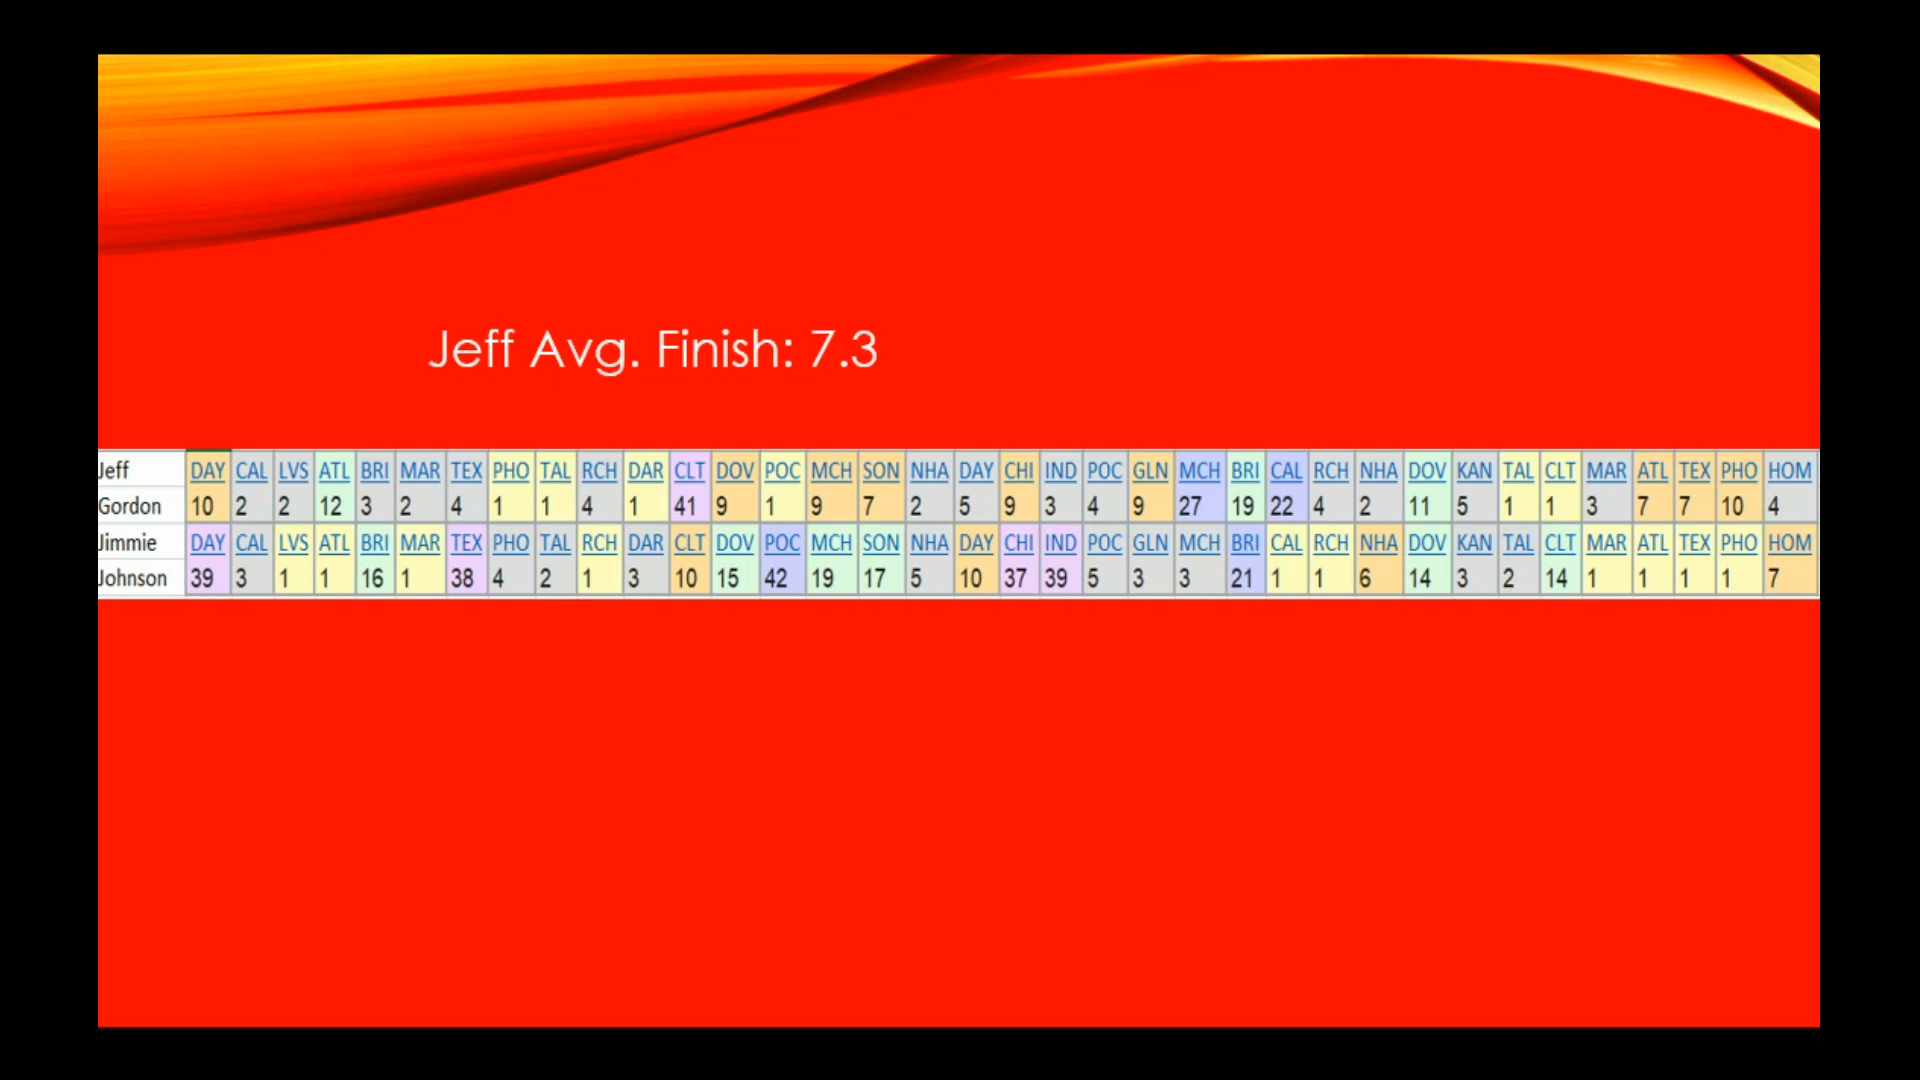 Jeff Avg. Finish: 7.3
Jeff DAY CAL LVS ATL BRI MAR TEX PHO TAL RCH DAR CLT DOV POC MCH SON NHA DAY CHI IND POC GLN MCH BRI CAL RCH NHA DOV KAN TAL CLT MAR ATL TEX PHO HOM
Gordon 10 2 2 12 3 2 4 1 1 4 1 41 9 1 9 7 2 5 9 3 4 9 27 19 22 4 2 11 5 1 1 3 7 7 10 4
Jimmie DAY CAL LVS ATL BRI MAR TEX PHO TAL RCH DAR CLT DOV POC MCH SON NHA DAY CHI IND POC GLN MCH BRI CAL RCH NHA DOV KAN TAL CLT MAR ATL TEX PHO HOM
Johnson 39 3 1 1 16 1 38 4 2 1 3 10 15 42 19 17 5 10 37 39 5 3 3 21 1 1 6 14 3 2 14 1 1 1 1 7